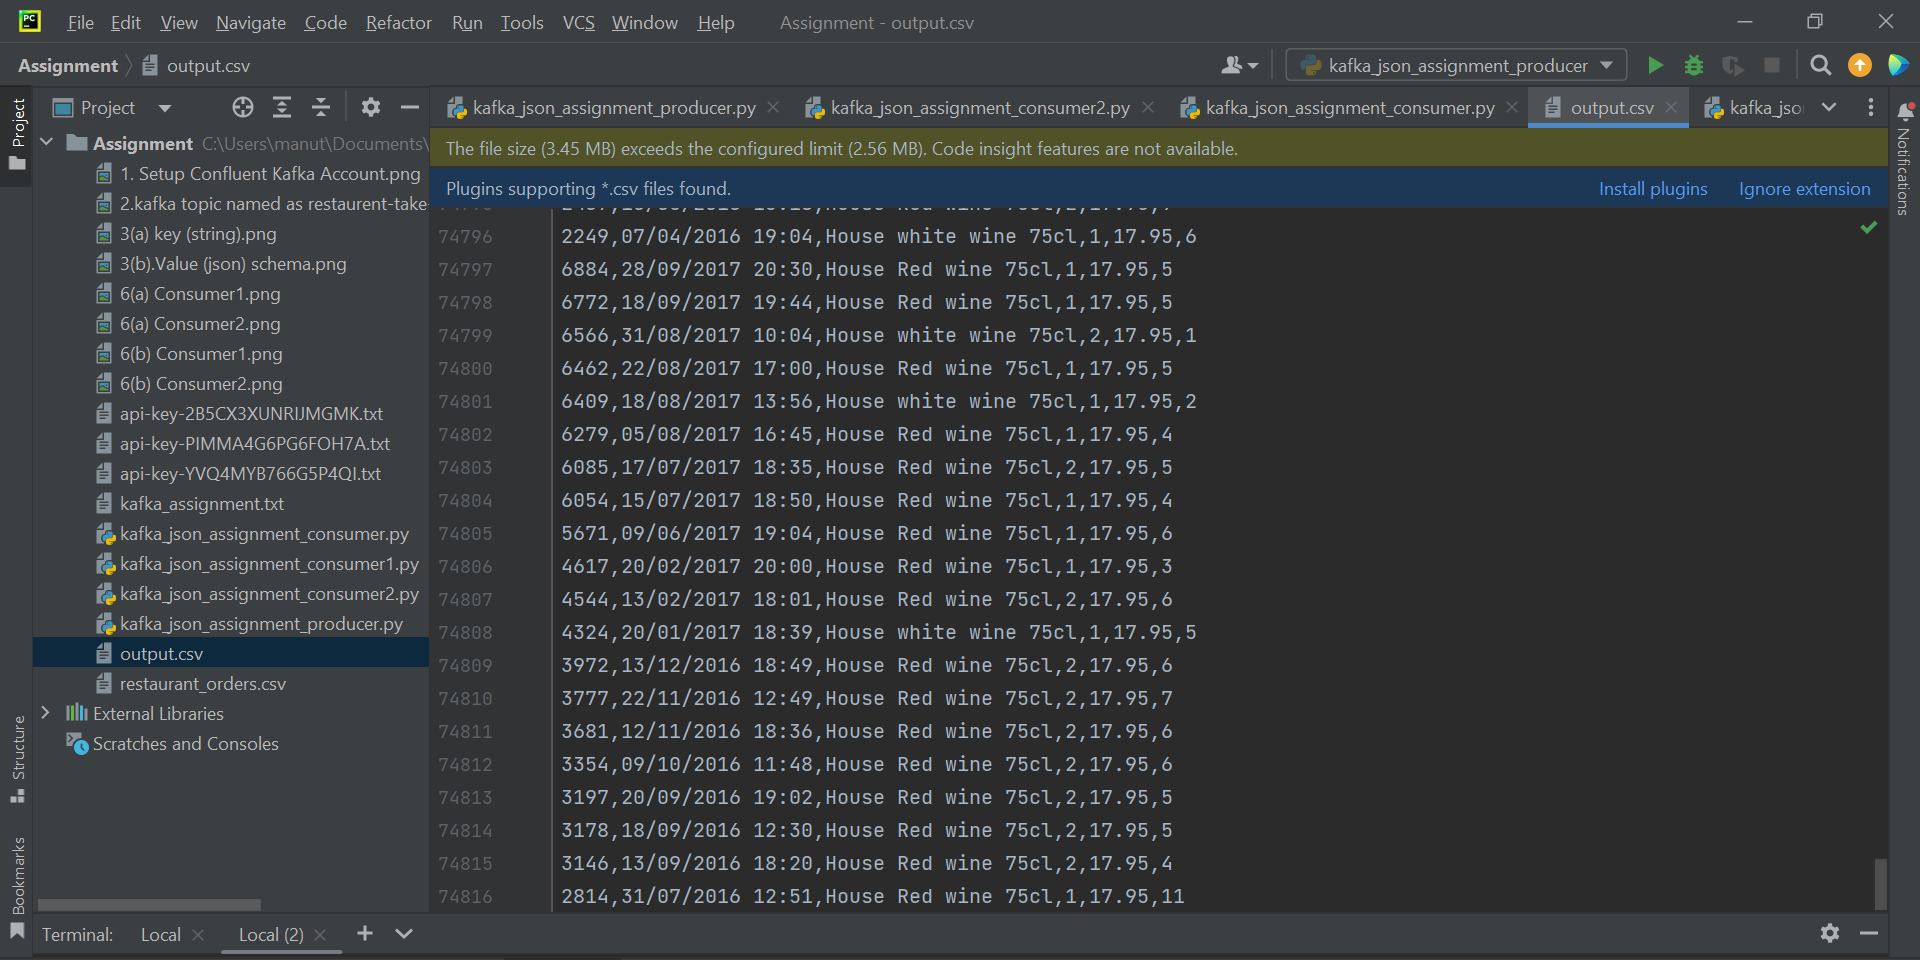 PC File Edit View Navigate Code Refactor Run Tools VCS Window Help Assignment - output.csv
Assignment output.csv kafka_json_assignment_producer
Project
Project
kafka_json_assignment_producer.py kafka_json_assignment_consumer2.py kafka_json_assignment_consumer.py output.csv kafka_jso
Notifications
Assignment C:\Users\manut\Documents\
1. Setup Confluent Kafka Account.png
2.kafka topic named as restaurent-take-
3(a) key (string).png
3(b).Value (json) schema.png
6(a) Consumer1.png
6(a) Consumer2.png
6(b) Consumer1.png
6(b) Consumer2.png
api-key-2B5CX3XUNRIJMGMK.txt
api-key-PIMMA4G6PG6FOH7A.txt
api-key-YVQ4MYB766G5P4QI.txt
kafka_assignment.txt
kafka_json_assignment_consumer.py
kafka_json_assignment_consumer1.py
kafka_json_assignment_consumer2.py
kafka_json_assignment_producer.py
output.csv
restaurant_orders.csv
External Libraries
Scratches and Consoles
Structure
Bookmarks
The file size (3.45 MB) exceeds the configured limit (2.56 MB). Code insight features are not available.
Plugins supporting *.csv files found. Install plugins Ignore extension
74796 2249,07/04/2016 19:04,House white wine 75cl,1,17.95,6
74797 6884,28/09/2017 20:30,House Red wine 75cl,1,17.95,5
74798 6772,18/09/2017 19:44,House Red wine 75cl,1,17.95,5
74799 6566,31/08/2017 10:04,House white wine 75cl,2,17.95,1
74800 6462,22/08/2017 17:00,House Red wine 75cl,1,17.95,5
74801 6409,18/08/2017 13:56,House white wine 75cl,1,17.95,2
74802 6279,05/08/2017 16:45,House Red wine 75cl,1,17.95,4
74803 6085,17/07/2017 18:35,House Red wine 75cl,2,17.95,5
74804 6054,15/07/2017 18:50,House Red wine 75cl,1,17.95,4
74805 5671,09/06/2017 19:04,House Red wine 75cl,1,17.95,6
74806 4617,20/02/2017 20:00,House Red wine 75cl,1,17.95,3
74807 4544,13/02/2017 18:01,House Red wine 75cl,2,17.95,6
74808 4324,20/01/2017 18:39,House white wine 75cl,1,17.95,5
74809 3972,13/12/2016 18:49,House Red wine 75cl,2,17.95,6
74810 3777,22/11/2016 12:49,House Red wine 75cl,2,17.95,7
74811 3681,12/11/2016 18:36,House Red wine 75cl,2,17.95,6
74812 3354,09/10/2016 11:48,House Red wine 75cl,2,17.95,6
74813 3197,20/09/2016 19:02,House Red wine 75cl,2,17.95,5
74814 3178,18/09/2016 12:30,House Red wine 75cl,2,17.95,5
74815 3146,13/09/2016 18:20,House Red wine 75cl,2,17.95,4
74816 2814,31/07/2016 12:51,House Red wine 75cl,1,17.95,11
Terminal: Local Local (2)